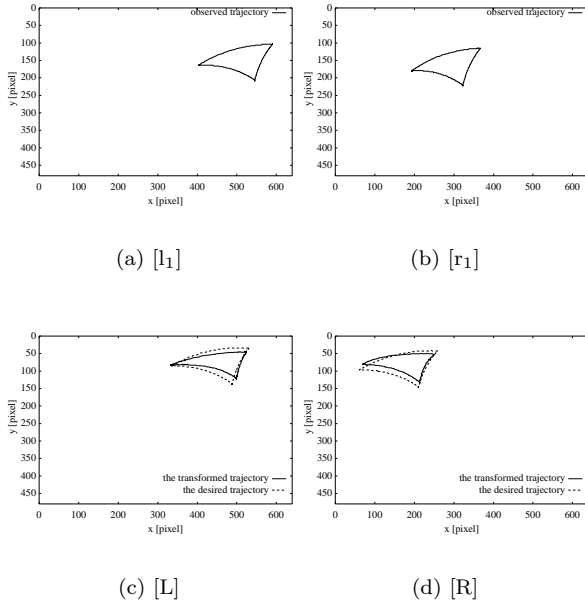 observed trajectory
0
50
100
150
200
250
300
350
400
450
y [pixel]
0 100 200 300 400 500 600
x [pixel]
(a) [l₁]
observed trajectory
0
50
100
150
200
250
300
350
400
450
y [pixel]
0 100 200 300 400 500 600
x [pixel]
(b) [r₁]
0
50
100
150
200
250
300
350
400
450
y [pixel]
the transformed trajectory
the desired trajectory
0 100 200 300 400 500 600
x [pixel]
(c) [L]
0
50
100
150
200
250
300
350
400
450
y [pixel]
the transformed trajectory
the desired trajectory
0 100 200 300 400 500 600
x [pixel]
(d) [R]